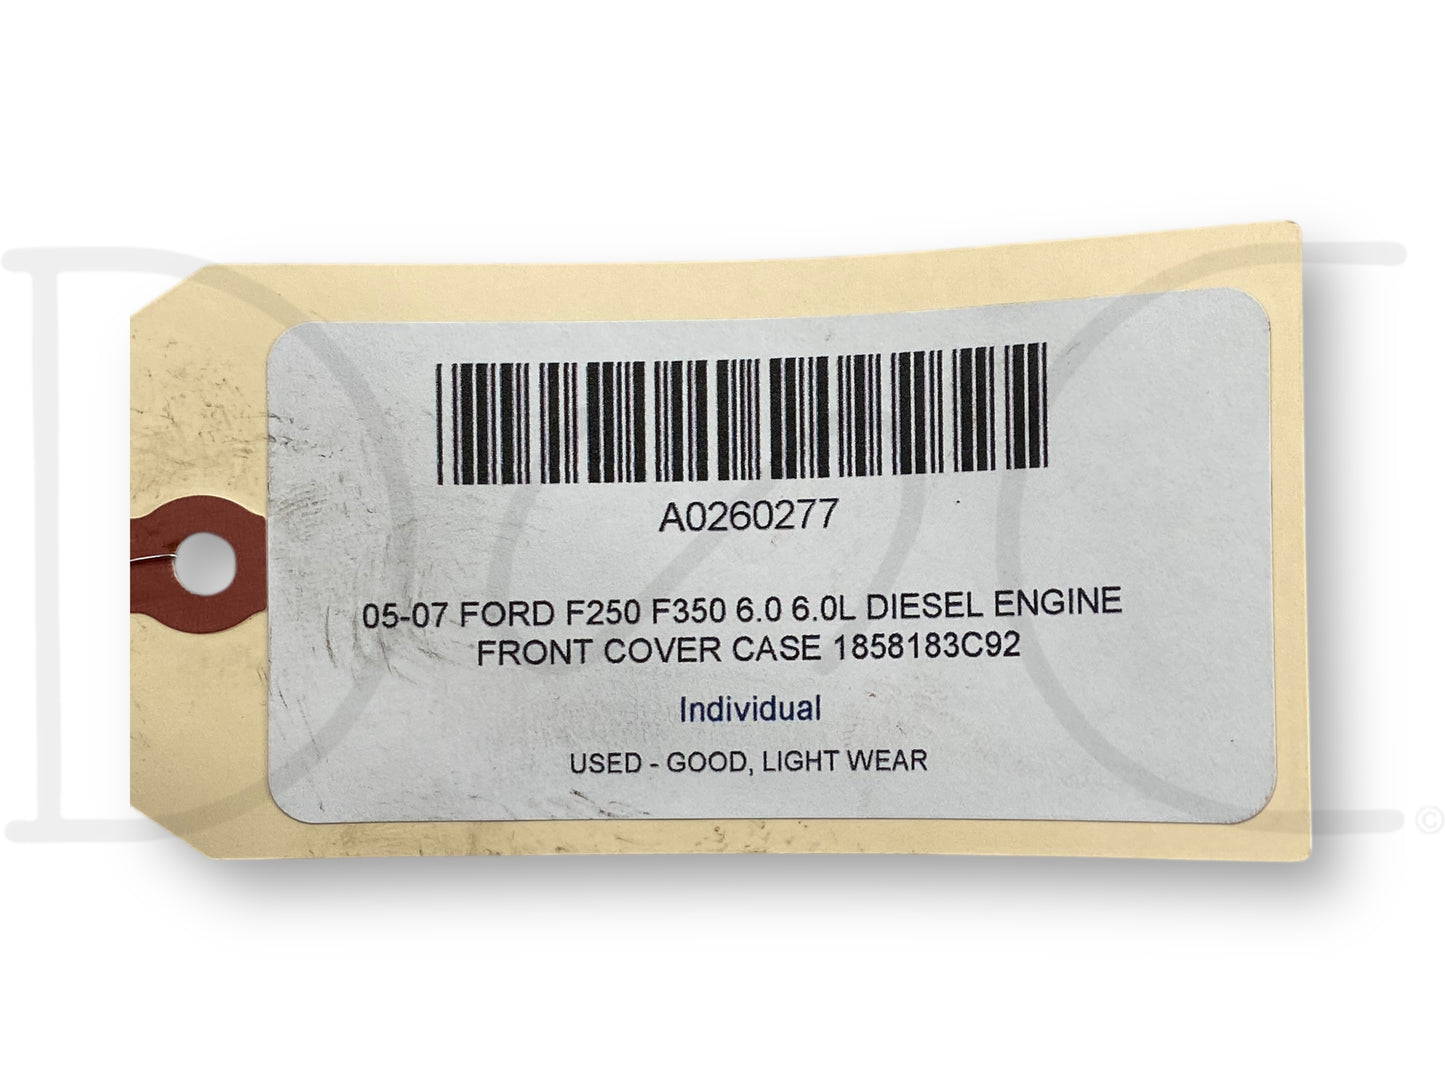 A0260277
05-07 FORD F250 F350 6.0 6.0L DIESEL ENGINE
FRONT COVER CASE 1858183C92
Individual
USED - GOOD, LIGHT WEAR
D2C ©